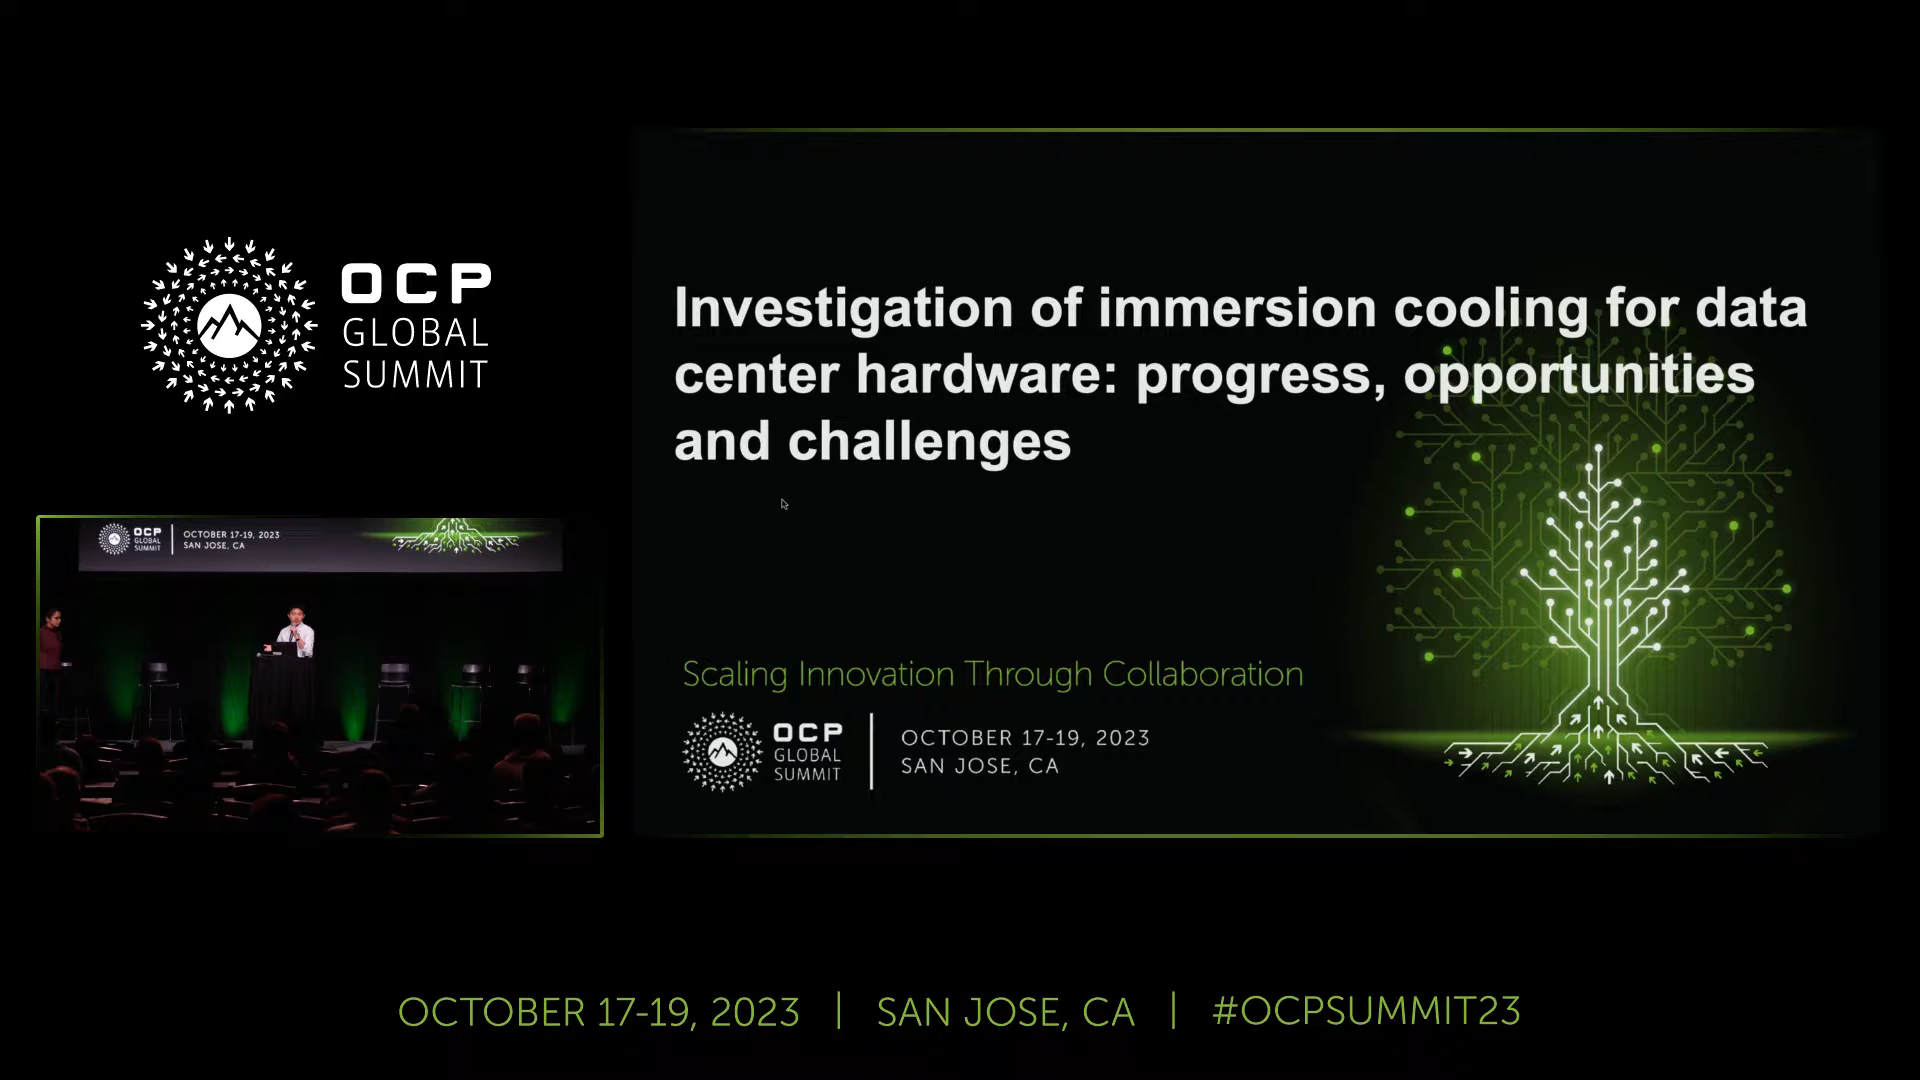 OCP
GLOBAL
SUMMIT
OCP
GLOBAL
SUMMIT
OCTOBER 17-19, 2023
SAN JOSE, CA
Investigation of immersion cooling for data
center hardware: progress, opportunities
and challenges
Scaling Innovation Through Collaboration
OCP
GLOBAL
SUMMIT
OCTOBER 17-19, 2023
SAN JOSE, CA
OCTOBER 17-19, 2023 | SAN JOSE, CA | #OCPSUMMIT23